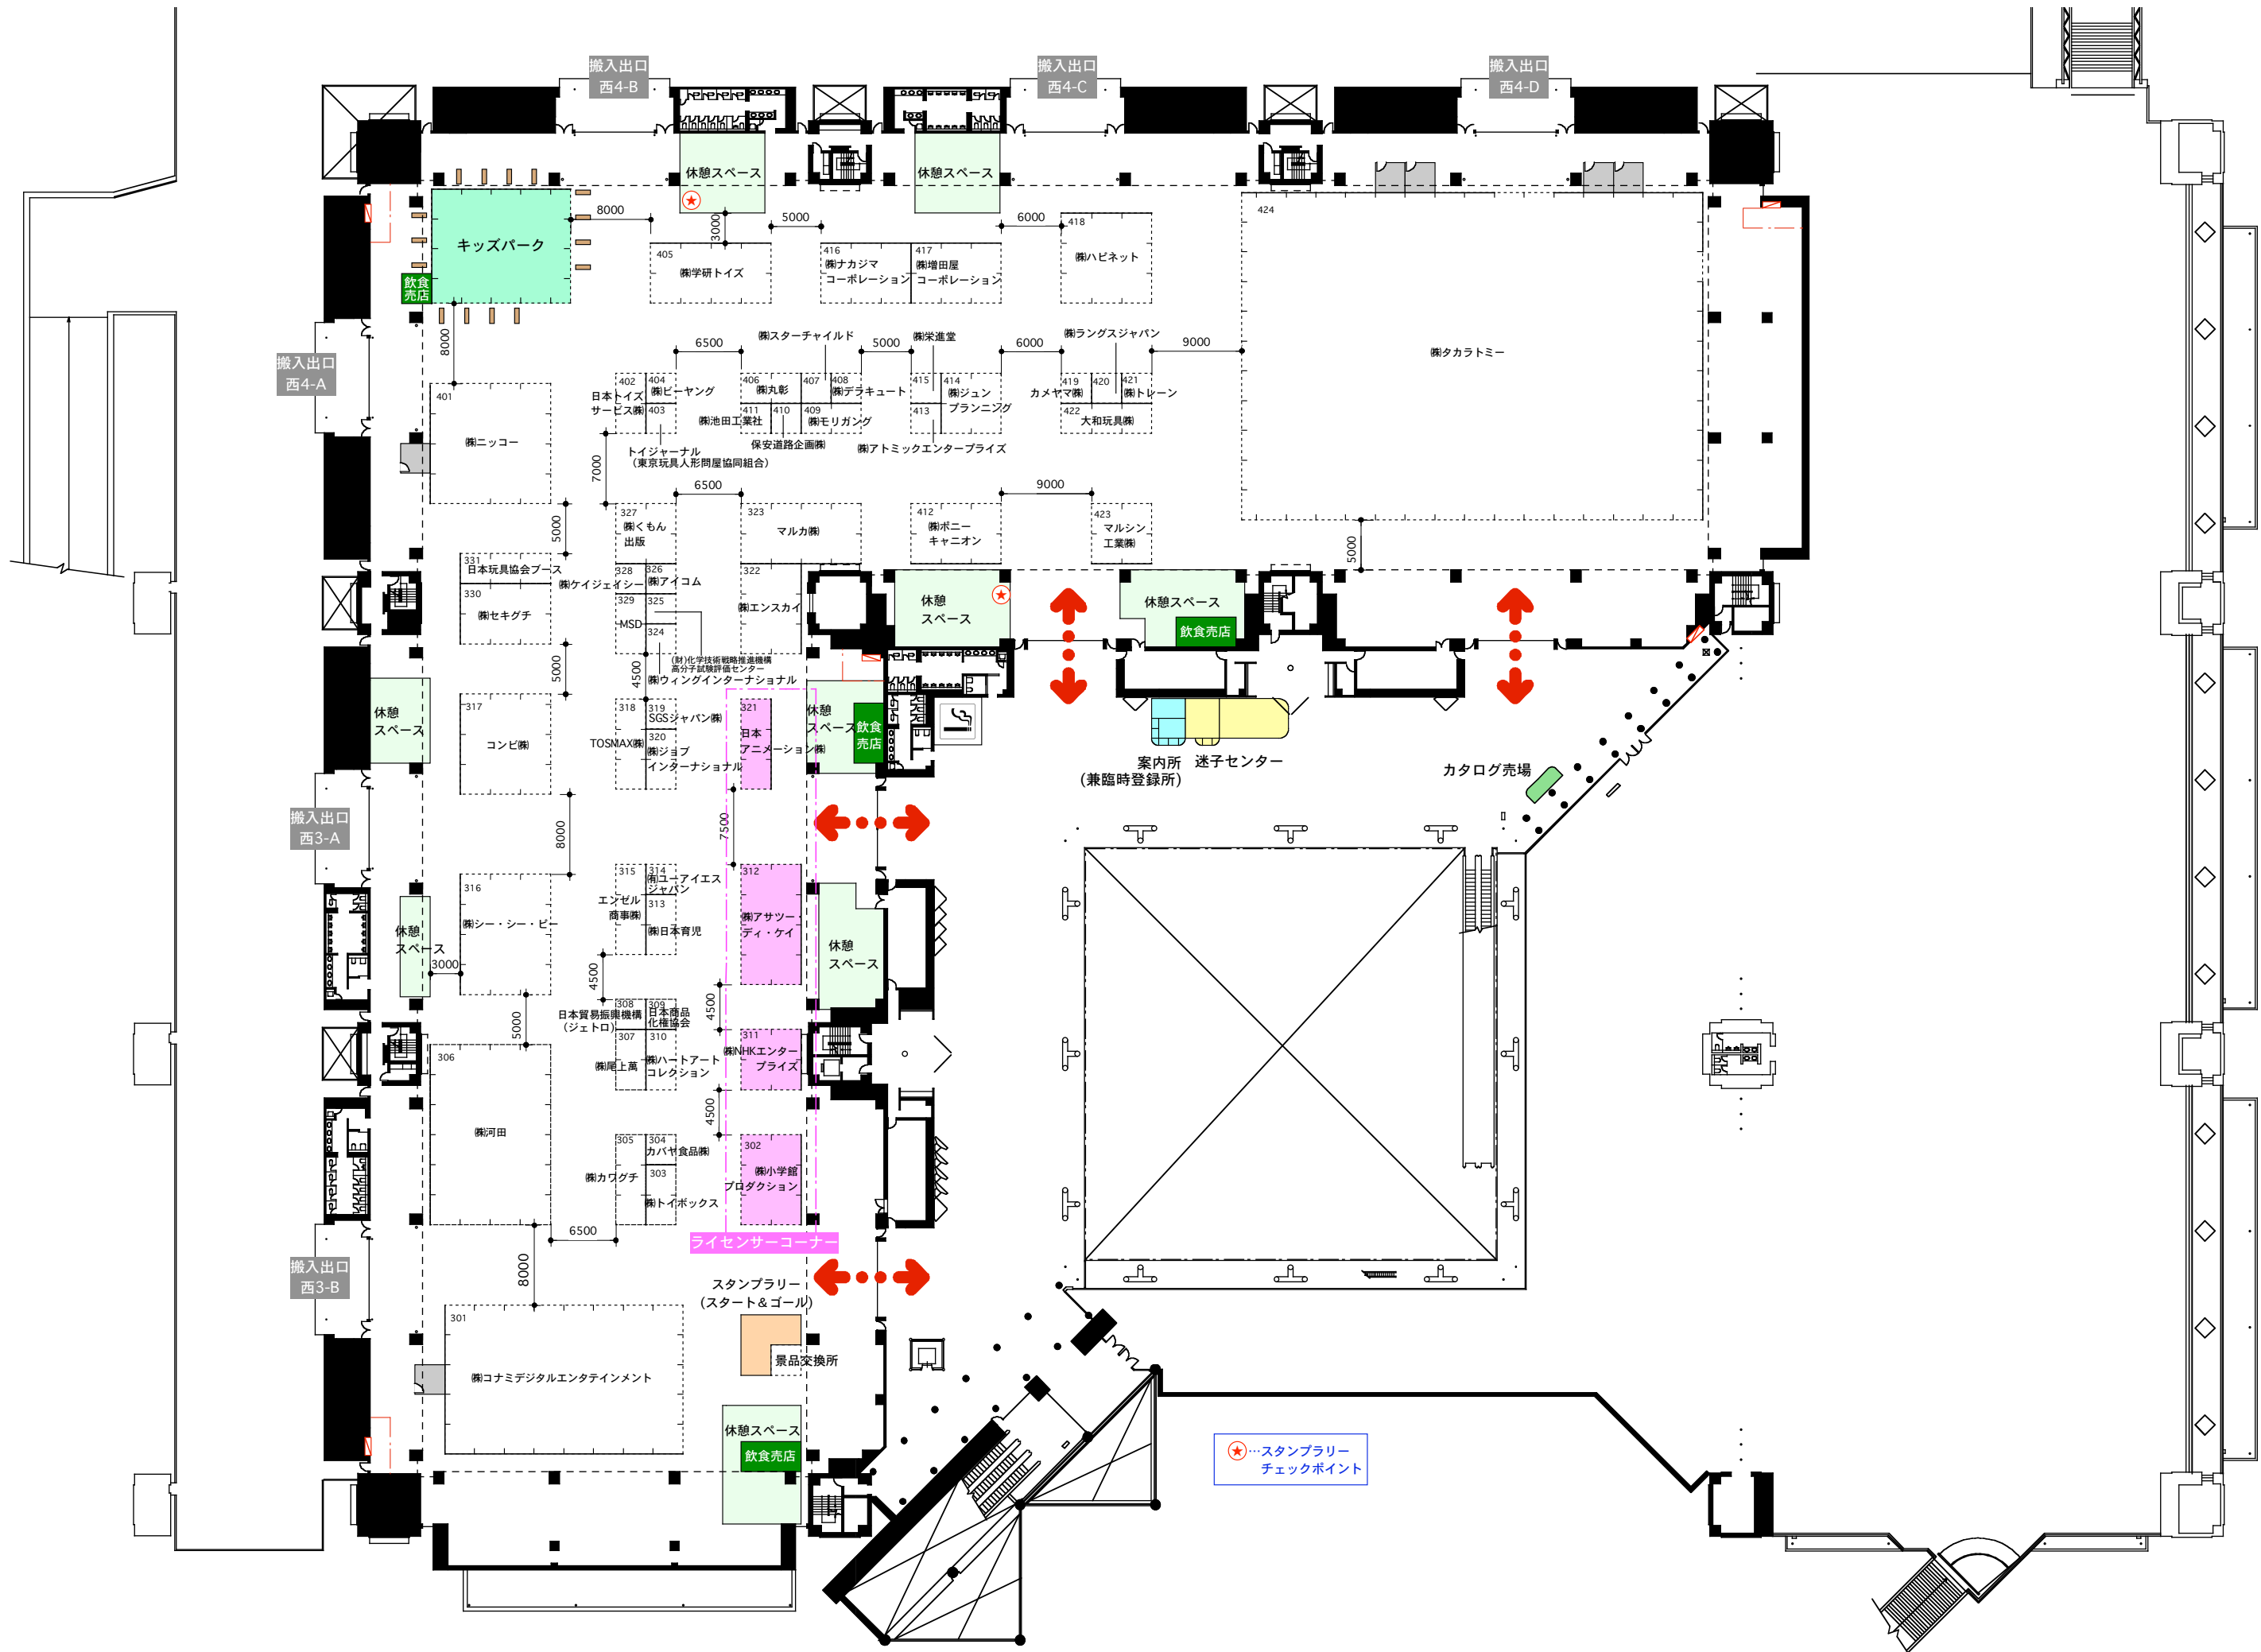 搬入出口
西4-B
搬入出口
西4-C
搬入出口
西4-D
休憩スペース
休憩スペース
キッズパーク
飲食
売店
8000
3000
5000
6000
405
㈱学研トイズ
416
㈱ナカジマ
コーポレーション
417
㈱増田屋
コーポレーション
418
㈱ハピネット
424
㈱タカラトミー
搬入出口
西4-A
8000
401
㈱ニッコー
6500
㈱スターチャイルド
5000
㈱栄進堂
6000
㈱ラングスジャパン
9000
402
日本トイズ
サービス㈱
404
㈱ビーヤング
403
トイジャーナル
（東京玩具人形問屋協同組合）
406
㈱丸彰
407
408
㈱デラキュート
411
㈱池田工業社
410
保安道路企画㈱
409
㈱モリガング
415
414
㈱ジュン
プランニング
413
㈱アトミックエンタープライズ
419
カメヤマ㈱
420
421
㈱トレーン
422
大和玩具㈱
7000
6500
9000
5000
5000
327
㈱くもん
出版
323
マルカ㈱
412
㈱ポニー
キャニオン
423
マルシン
工業㈱
331
日本玩具協会ブース
330
㈱セキグチ
328
㈱ケイジェイシー
326
㈱アイコム
329
MSD
325
324
(財)化学技術戦略推進機構
高分子試験評価センター
㈱ウィングインターナショナル
322
㈱エンスカイ
休憩
スペース
休憩スペース
飲食売店
5000
4500
休憩
スペース
317
コンビ㈱
318
TOSMAX㈱
319
SGSジャパン㈱
320
㈱ジョブ
インターナショナル
321
日本
アニメーション㈱
休憩
スペース
飲食
売店
案内所
(兼臨時登録所)
迷子センター
カタログ売場
搬入出口
西3-A
8000
7500
316
㈱シー・シー・ピー
休憩
スペース
3000
315
エンゼル
商事㈱
314
㈲ユーアイエス
ジャパン
313
㈱日本育児
312
㈱アサツー・
ディ・ケイ
休憩
スペース
4500
4500
5000
308
日本貿易振興機構
（ジェトロ）
309
日本商品
化権協会
307
㈱尾上萬
310
㈱ハートアート
コレクション
311
㈱NHKエンター
プライズ
306
㈱河田
4500
305
㈱カワグチ
304
カバヤ食品㈱
303
㈱トイボックス
302
㈱小学館
プロダクション
ライセンサーコーナー
6500
8000
搬入出口
西3-B
スタンプラリー
(スタート＆ゴール)
景品交換所
301
㈱コナミデジタルエンタテインメント
休憩スペース
飲食売店
…スタンプラリー
チェックポイント